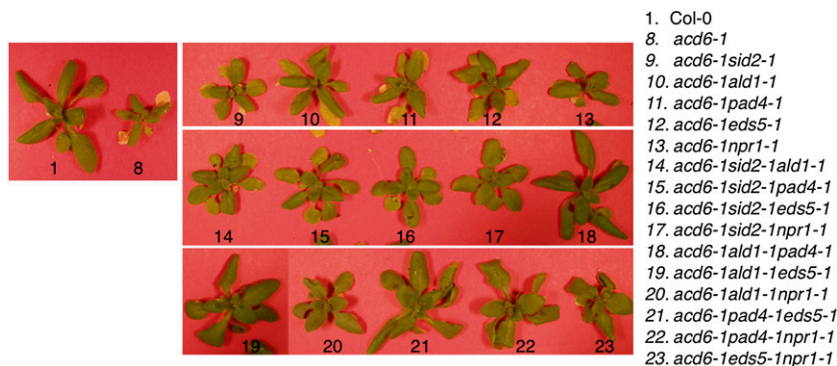 1. Col-0
8. acd6-1
9. acd6-1sid2-1
10. acd6-1ald1-1
11. acd6-1pad4-1
12. acd6-1eds5-1
13. acd6-1npr1-1
14. acd6-1sid2-1ald1-1
15. acd6-1sid2-1pad4-1
16. acd6-1sid2-1eds5-1
17. acd6-1sid2-1npr1-1
18. acd6-1ald1-1pad4-1
19. acd6-1ald1-1eds5-1
20. acd6-1ald1-1npr1-1
21. acd6-1pad4-1eds5-1
22. acd6-1pad4-1npr1-1
23. acd6-1eds5-1npr1-1
1 8
9 10 11 12 13
14 15 16 17 18
19 20 21 22 23